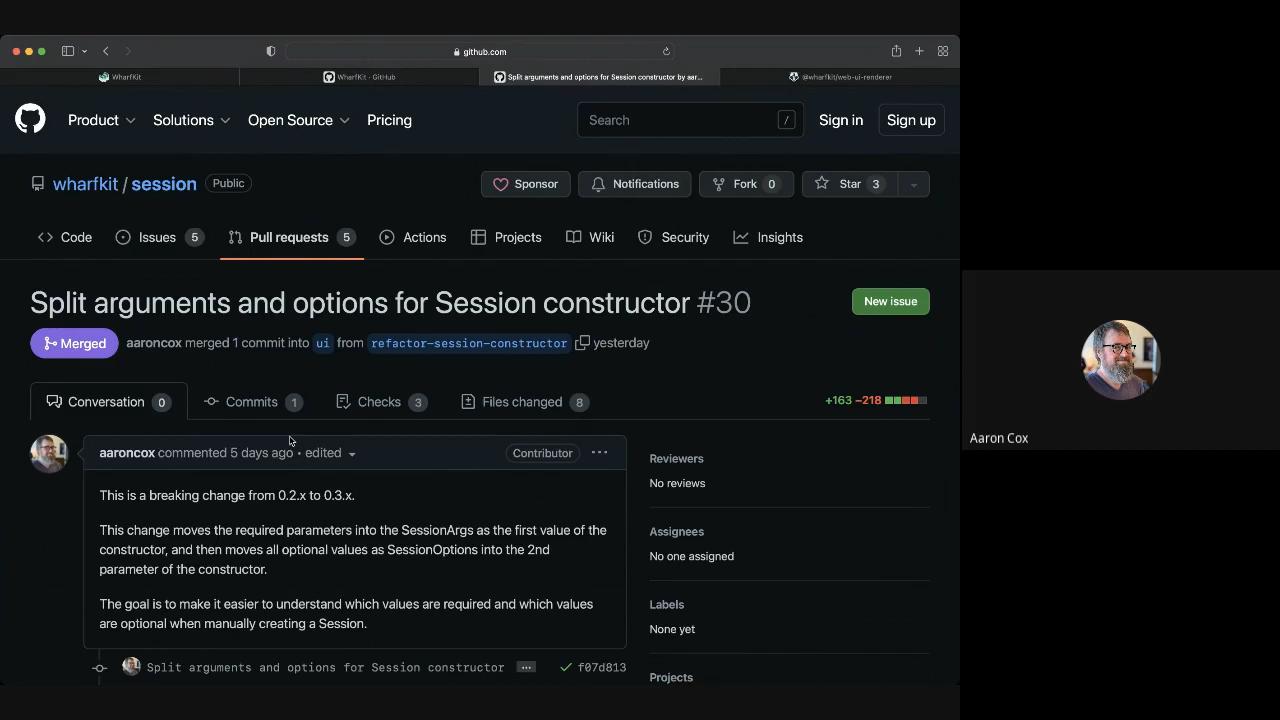 github.com
WharfKit
WharfKit · GitHub
Split arguments and options for Session constructor by aar...
@wharfkit/web-ui-renderer
Product
Solutions
Open Source
Pricing
Search
/
Sign in
Sign up
wharfkit / session
Public
Sponsor
Notifications
Fork 0
Star 3
Code
Issues 5
Pull requests 5
Actions
Projects
Wiki
Security
Insights
Split arguments and options for Session constructor #30
New issue
Merged
aaroncox merged 1 commit into ui from refactor-session-constructor yesterday
Conversation 0
Commits 1
Checks 3
Files changed 8
+163 −218
aaroncox commented 5 days ago • edited
Contributor
This is a breaking change from 0.2.x to 0.3.x.
This change moves the required parameters into the SessionArgs as the first value of the
constructor, and then moves all optional values as SessionOptions into the 2nd
parameter of the constructor.
The goal is to make it easier to understand which values are required and which values
are optional when manually creating a Session.
Split arguments and options for Session constructor
f07d813
Reviewers
No reviews
Assignees
No one assigned
Labels
None yet
Projects
Aaron Cox